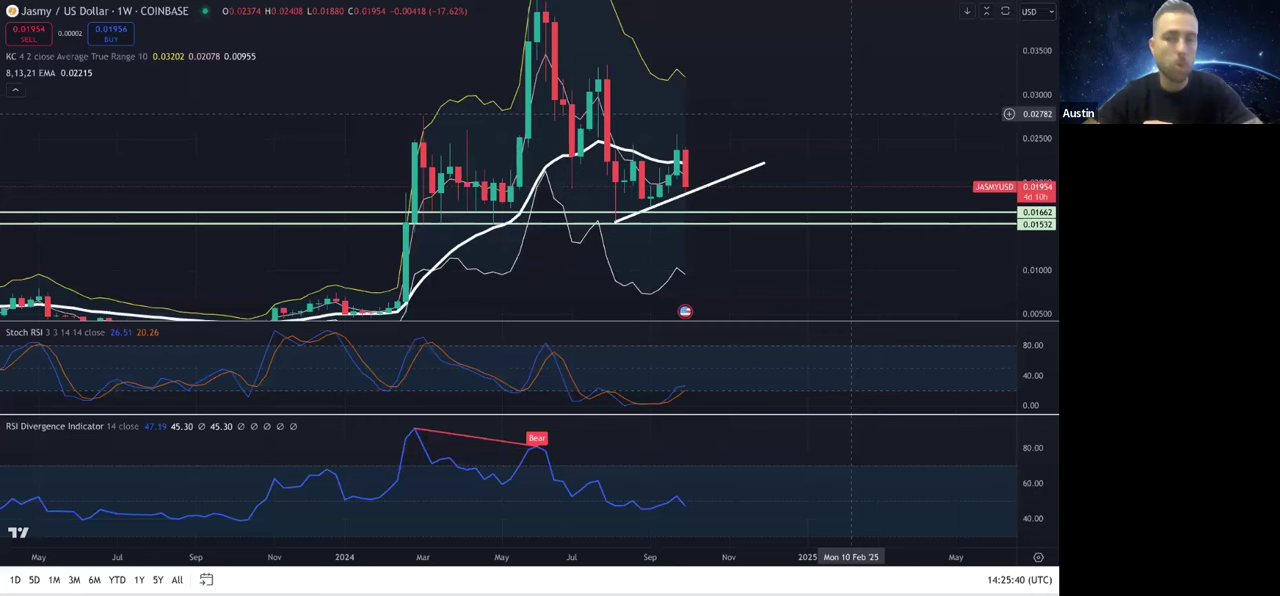 Jasmy / US Dollar · 1W · COINBASE O0.02374 H0.02408 L0.01880 C0.01954 -0.00418 (-17.62%)
0.01954 SELL 0.00002 0.01956 BUY
KC 4 2 close Average True Range 10 0.03202 0.02078 0.00955
8,13,21 EMA 0.02215
USD
0.03500
0.03000
0.02782
0.02500
JASMYUSD 0.01954
4d 10h
0.01662
0.01532
0.01000
0.00500
Stoch RSI 3 3 14 14 close 26.51 20.26
80.00
40.00
0.00
RSI Divergence Indicator 14 close 47.19 45.30 ∅ 45.30 ∅ ∅ ∅ ∅ ∅
Bear
80.00
60.00
40.00
May Jul Sep Nov 2024 Mar May Jul Sep Nov 2025 Mon 10 Feb '25 May
1D 5D 1M 3M 6M YTD 1Y 5Y All 14:25:40 (UTC)
Austin